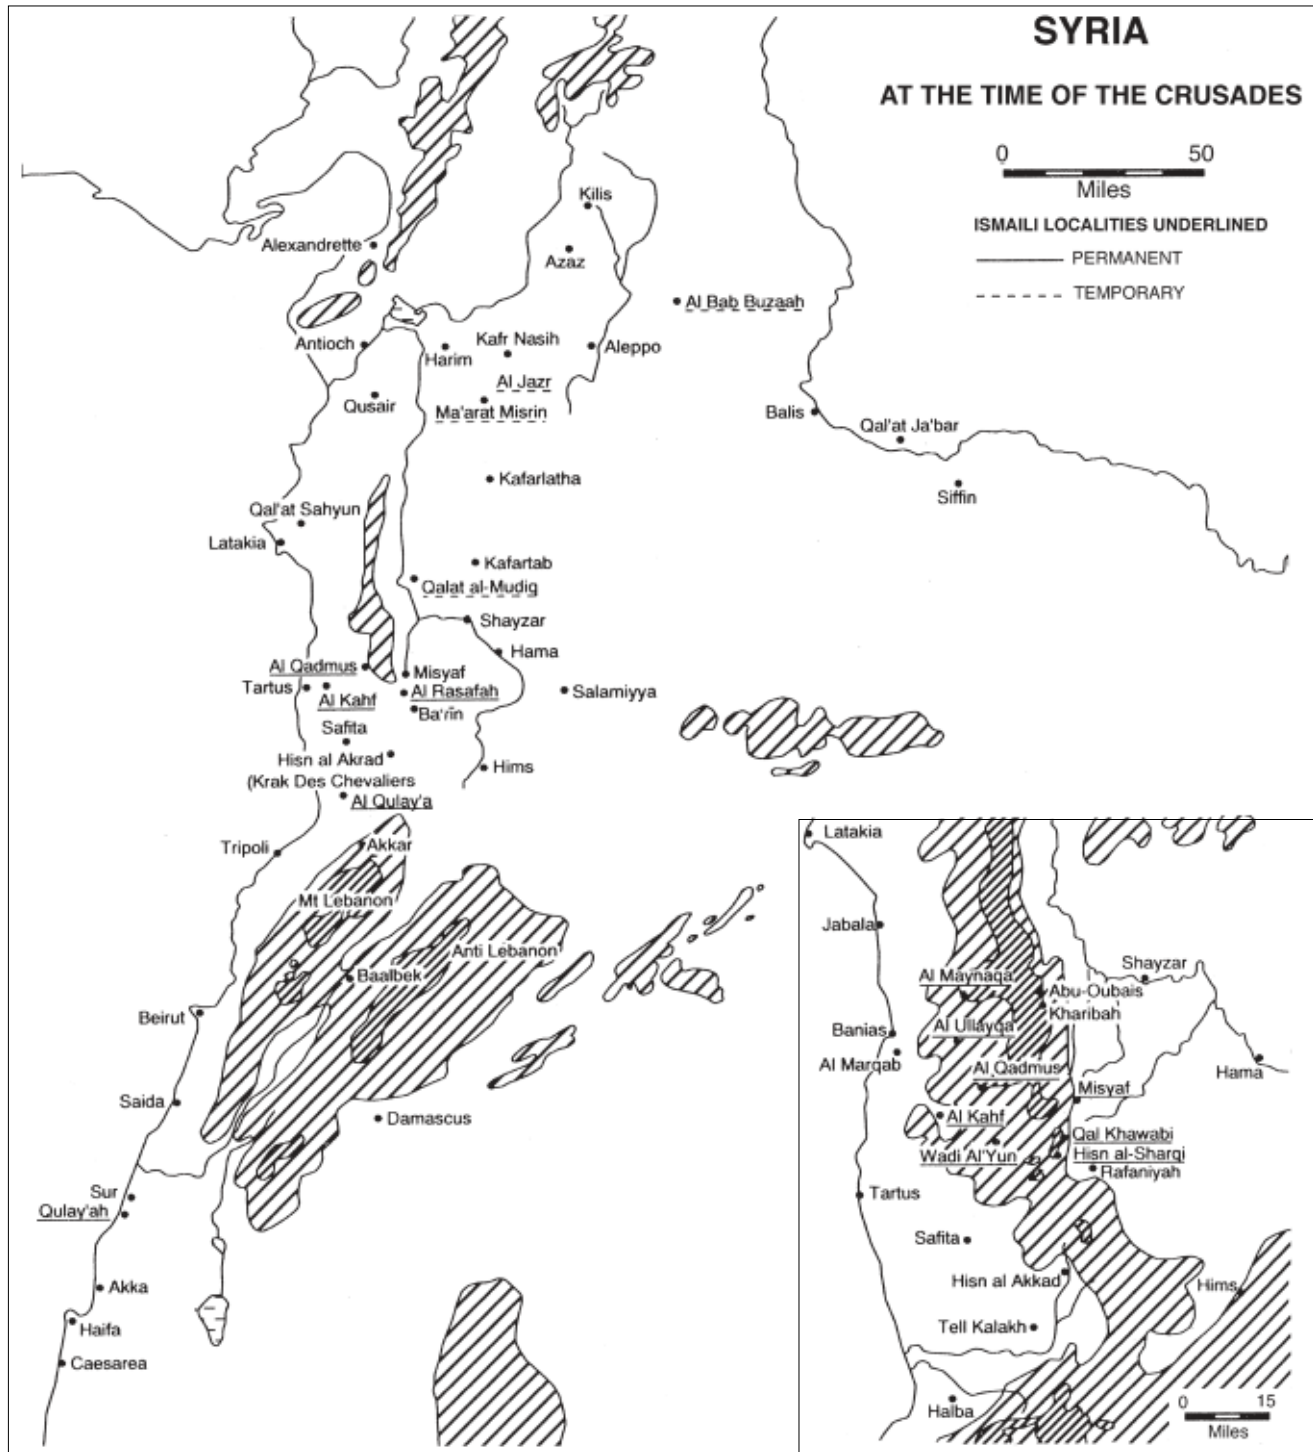 SYRIA
AT THE TIME OF THE CRUSADES
0 50
Miles
ISMAILI LOCALITIES UNDERLINED
PERMANENT
TEMPORARY
Kilis
Alexandrette
Azaz
Al Bab Buzaah
Antioch
Harim
Kafr Nasih
Aleppo
Al Jazr
Qusair
Ma'arat Misrin
Balis
Qal'at Ja'bar
Kafarlatha
Siffin
Qal'at Sahyun
Latakia
Kafartab
Qalat al-Mudiq
Shayzar
Hama
Al Qadmus
Misyaf
Tartus
Al Kahf
Al Rasafah
Salamiyya
Ba'rīn
Safita
Hisn al Akrad
(Krak Des Chevaliers
Hims
Al Qulay'a
Tripoli
Akkar
Mt Lebanon
Anti Lebanon
Baalbek
Beirut
Saida
Damascus
Sur
Qulay'ah
Akka
Haifa
Caesarea
Latakia
Jabala
Al Maynaqa
Shayzar
Abu-Oubais
Kharibah
Banias
Al Ullayqa
Al Marqab
Al Qadmus
Hama
Misyaf
Al Kahf
Qal Khawabi
Wadi Al'Yun
Hisn al-Sharqi
Rafaniyah
Tartus
Safita
Hisn al Akkad
Hims
Tell Kalakh
Halba
0 15
Miles